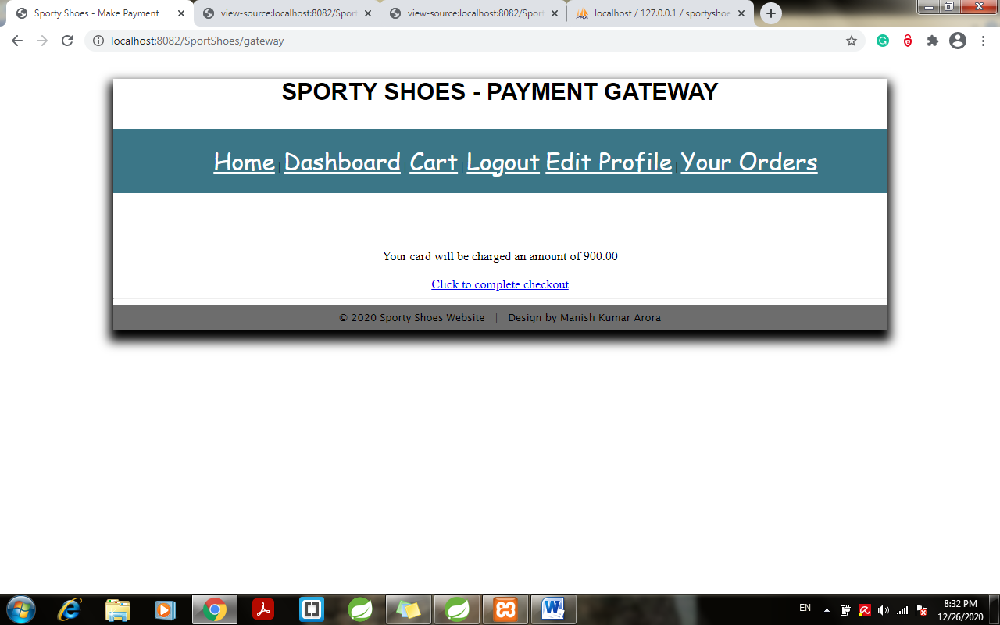 Sporty Shoes - Make Payment
view-source:localhost:8082/Sport
view-source:localhost:8082/Sport
localhost / 127.0.0.1 / sportyshoe
localhost:8082/SportShoes/gateway
SPORTY SHOES - PAYMENT GATEWAY
Home | Dashboard | Cart | Logout | Edit Profile | Your Orders
Your card will be charged an amount of 900.00
Click to complete checkout
© 2020 Sporty Shoes Website | Design by Manish Kumar Arora
EN
8:32 PM
12/26/2020